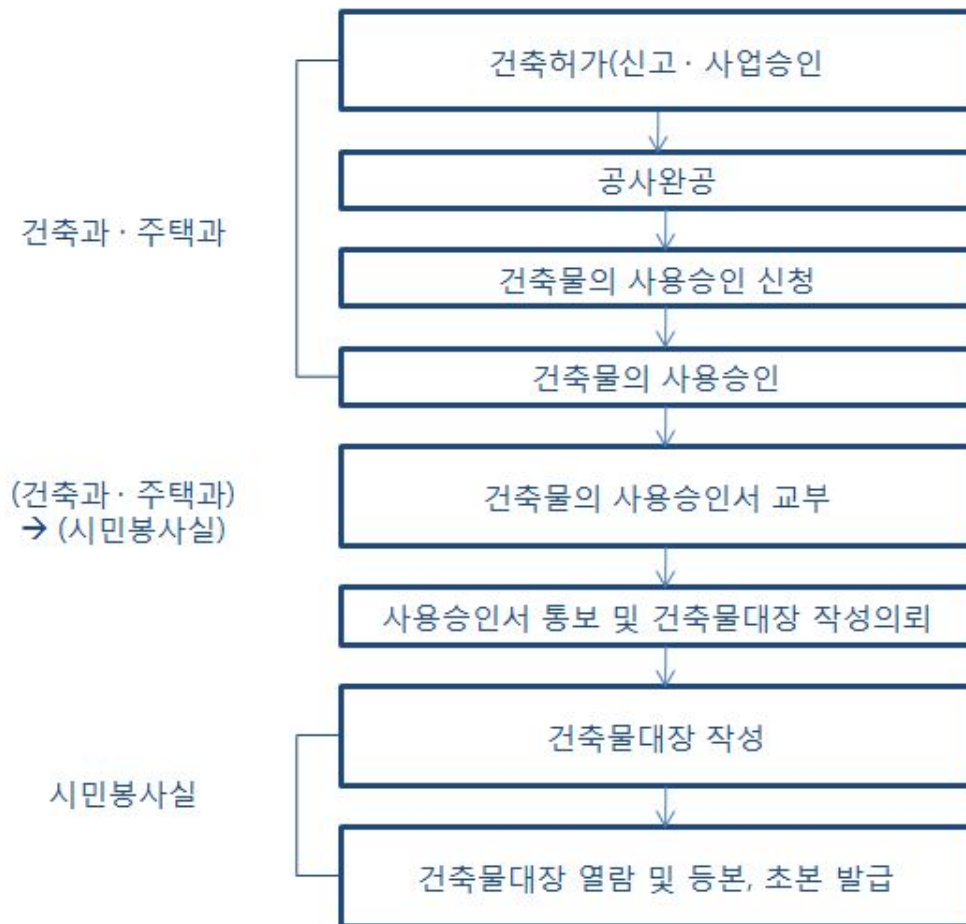 건축허가(신고 · 사업승인
공사완공
건축과 · 주택과
건축물의 사용승인 신청
건축물의 사용승인
(건축과 · 주택과)
→ (시민봉사실)
건축물의 사용승인서 교부
사용승인서 통보 및 건축물대장 작성의뢰
건축물대장 작성
시민봉사실
건축물대장 열람 및 등본, 초본 발급